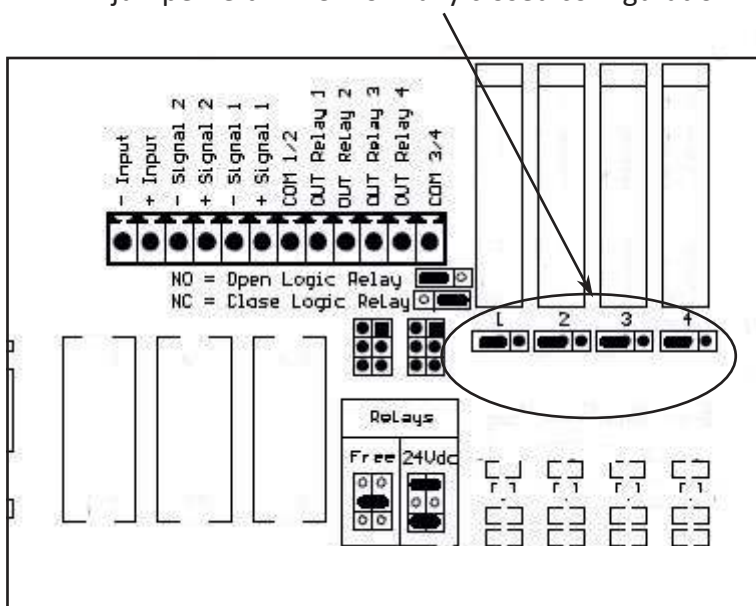 - Input
+ Input
- Signal 2
+ Signal 2
- Signal 1
+ Signal 1
COM 1/2
OUT Relay 1
OUT Relay 2
OUT Relay 3
OUT Relay 4
COM 3/4
NO = Open Logic Relay
NC = Close Logic Relay
1 2 3 4
Relays
Free 24Vdc